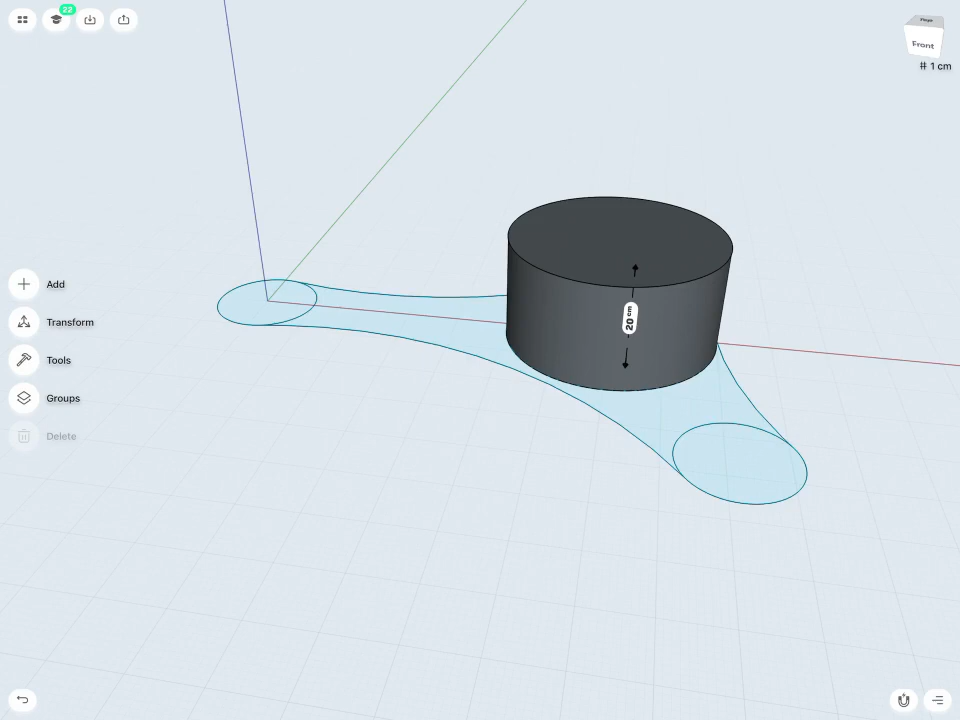 22
Front
1 cm
Add
Transform
Tools
Groups
Delete
20 cm